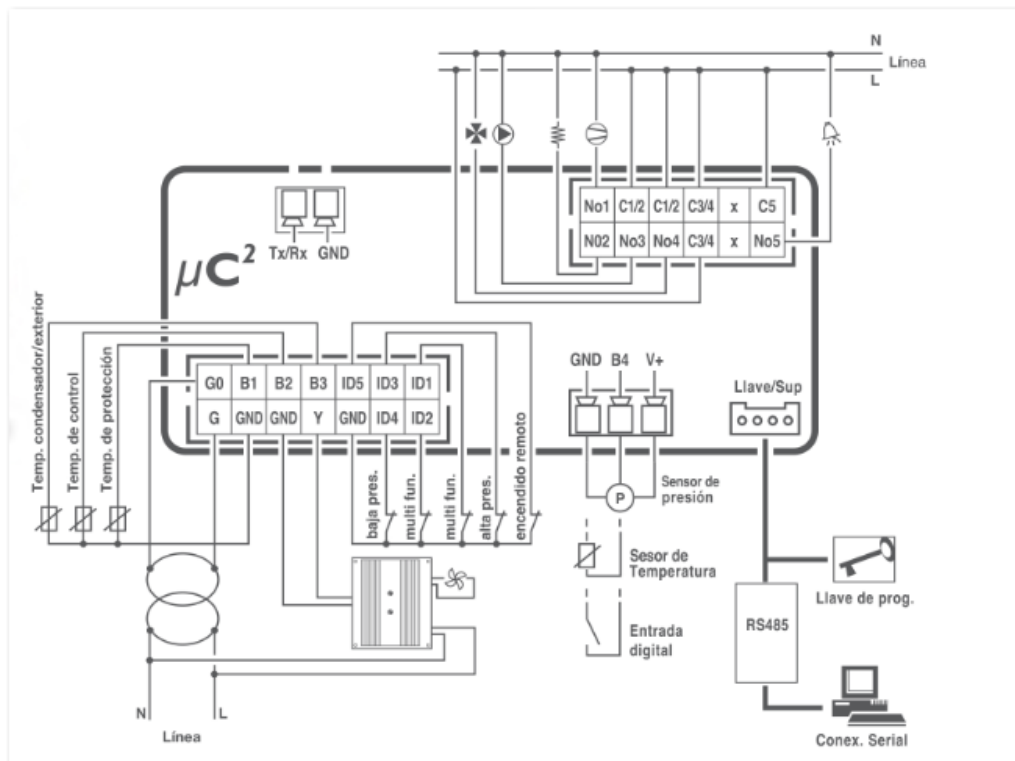 N
Línea
L
No1 C1/2 C1/2 C3/4 x C5
N02 No3 No4 C3/4 x No5
Tx/Rx GND
µC²
Temp. condensador/exterior
Temp. de control
Temp. de protección
G0 B1 B2 B3 ID5 ID3 ID1
G GND GND Y GND ID4 ID2
GND B4 V+
Llave/Sup
baja pres.
multi fun.
multi fun.
alta pres.
encendido remoto
P
Sensor de
presión
Sesor de
Temperatura
Entrada
digital
Llave de prog.
RS485
Conex. Serial
N L
Línea